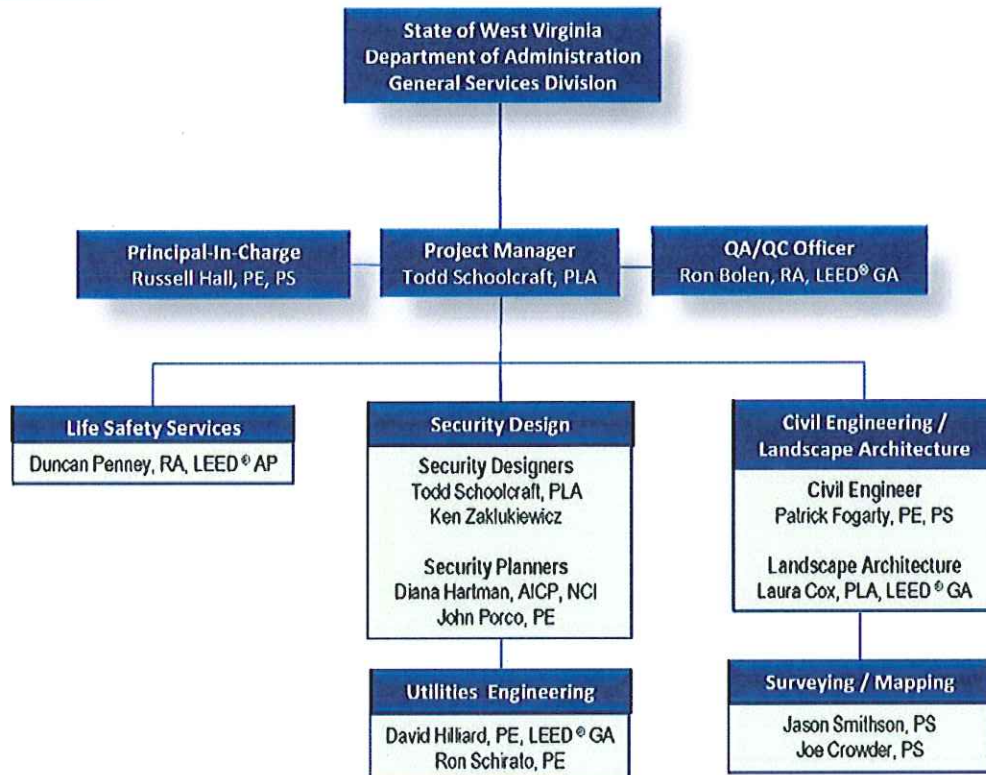 State of West Virginia
Department of Administration
General Services Division
Principal-In-Charge
Russell Hall, PE, PS
Project Manager
Todd Schoolcraft, PLA
QA/QC Officer
Ron Bolen, RA, LEED® GA
Life Safety Services
Duncan Penney, RA, LEED® AP
Security Design
Security Designers
Todd Schoolcraft, PLA
Ken Zaklukiewicz
Security Planners
Diana Hartman, AICP, NCI
John Porco, PE
Utilities Engineering
David Hilliard, PE, LEED® GA
Ron Schirato, PE
Civil Engineering /
Landscape Architecture
Civil Engineer
Patrick Fogarty, PE, PS
Landscape Architecture
Laura Cox, PLA, LEED® GA
Surveying / Mapping
Jason Smithson, PS
Joe Crowder, PS